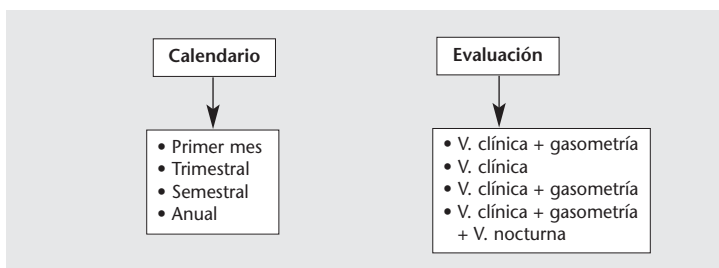 Calendario
• Primer mes
• Trimestral
• Semestral
• Anual
Evaluación
• V. clínica + gasometría
• V. clínica
• V. clínica + gasometría
• V. clínica + gasometría
+ V. nocturna